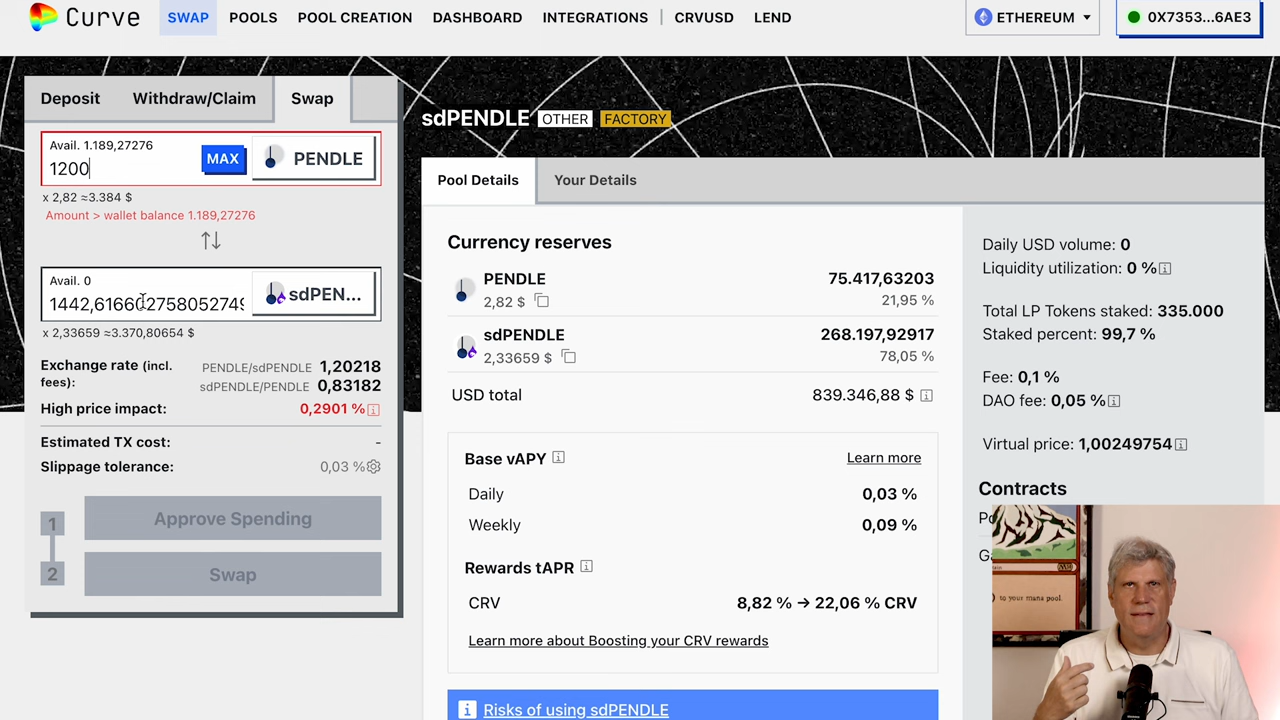 Curve
SWAP
POOLS
POOL CREATION
DASHBOARD
INTEGRATIONS
CRVUSD
LEND
ETHEREUM
0X7353...6AE3
Deposit
Withdraw/Claim
Swap
Avail. 1.189,27276
1200
MAX
PENDLE
x 2,82 ≈3.384 $
Amount > wallet balance 1.189,27276
Avail. 0
1442,616602758052749
sdPEN...
x 2,33659 ≈3.370,80654 $
Exchange rate (incl. fees):
PENDLE/sdPENDLE 1,20218
sdPENDLE/PENDLE 0,83182
High price impact: 0,2901 %
Estimated TX cost: -
Slippage tolerance: 0,03 %
1 Approve Spending
2 Swap
sdPENDLE OTHER FACTORY
Pool Details
Your Details
Currency reserves
PENDLE 75.417,63203
2,82 $ 21,95 %
sdPENDLE 268.197,92917
2,33659 $ 78,05 %
USD total 839.346,88 $
Base vAPY
Learn more
Daily 0,03 %
Weekly 0,09 %
Rewards tAPR
CRV 8,82 % → 22,06 % CRV
Learn more about Boosting your CRV rewards
Risks of using sdPENDLE
Daily USD volume: 0
Liquidity utilization: 0 %
Total LP Tokens staked: 335.000
Staked percent: 99,7 %
Fee: 0,1 %
DAO fee: 0,05 %
Virtual price: 1,00249754
Contracts
to your mana pool.